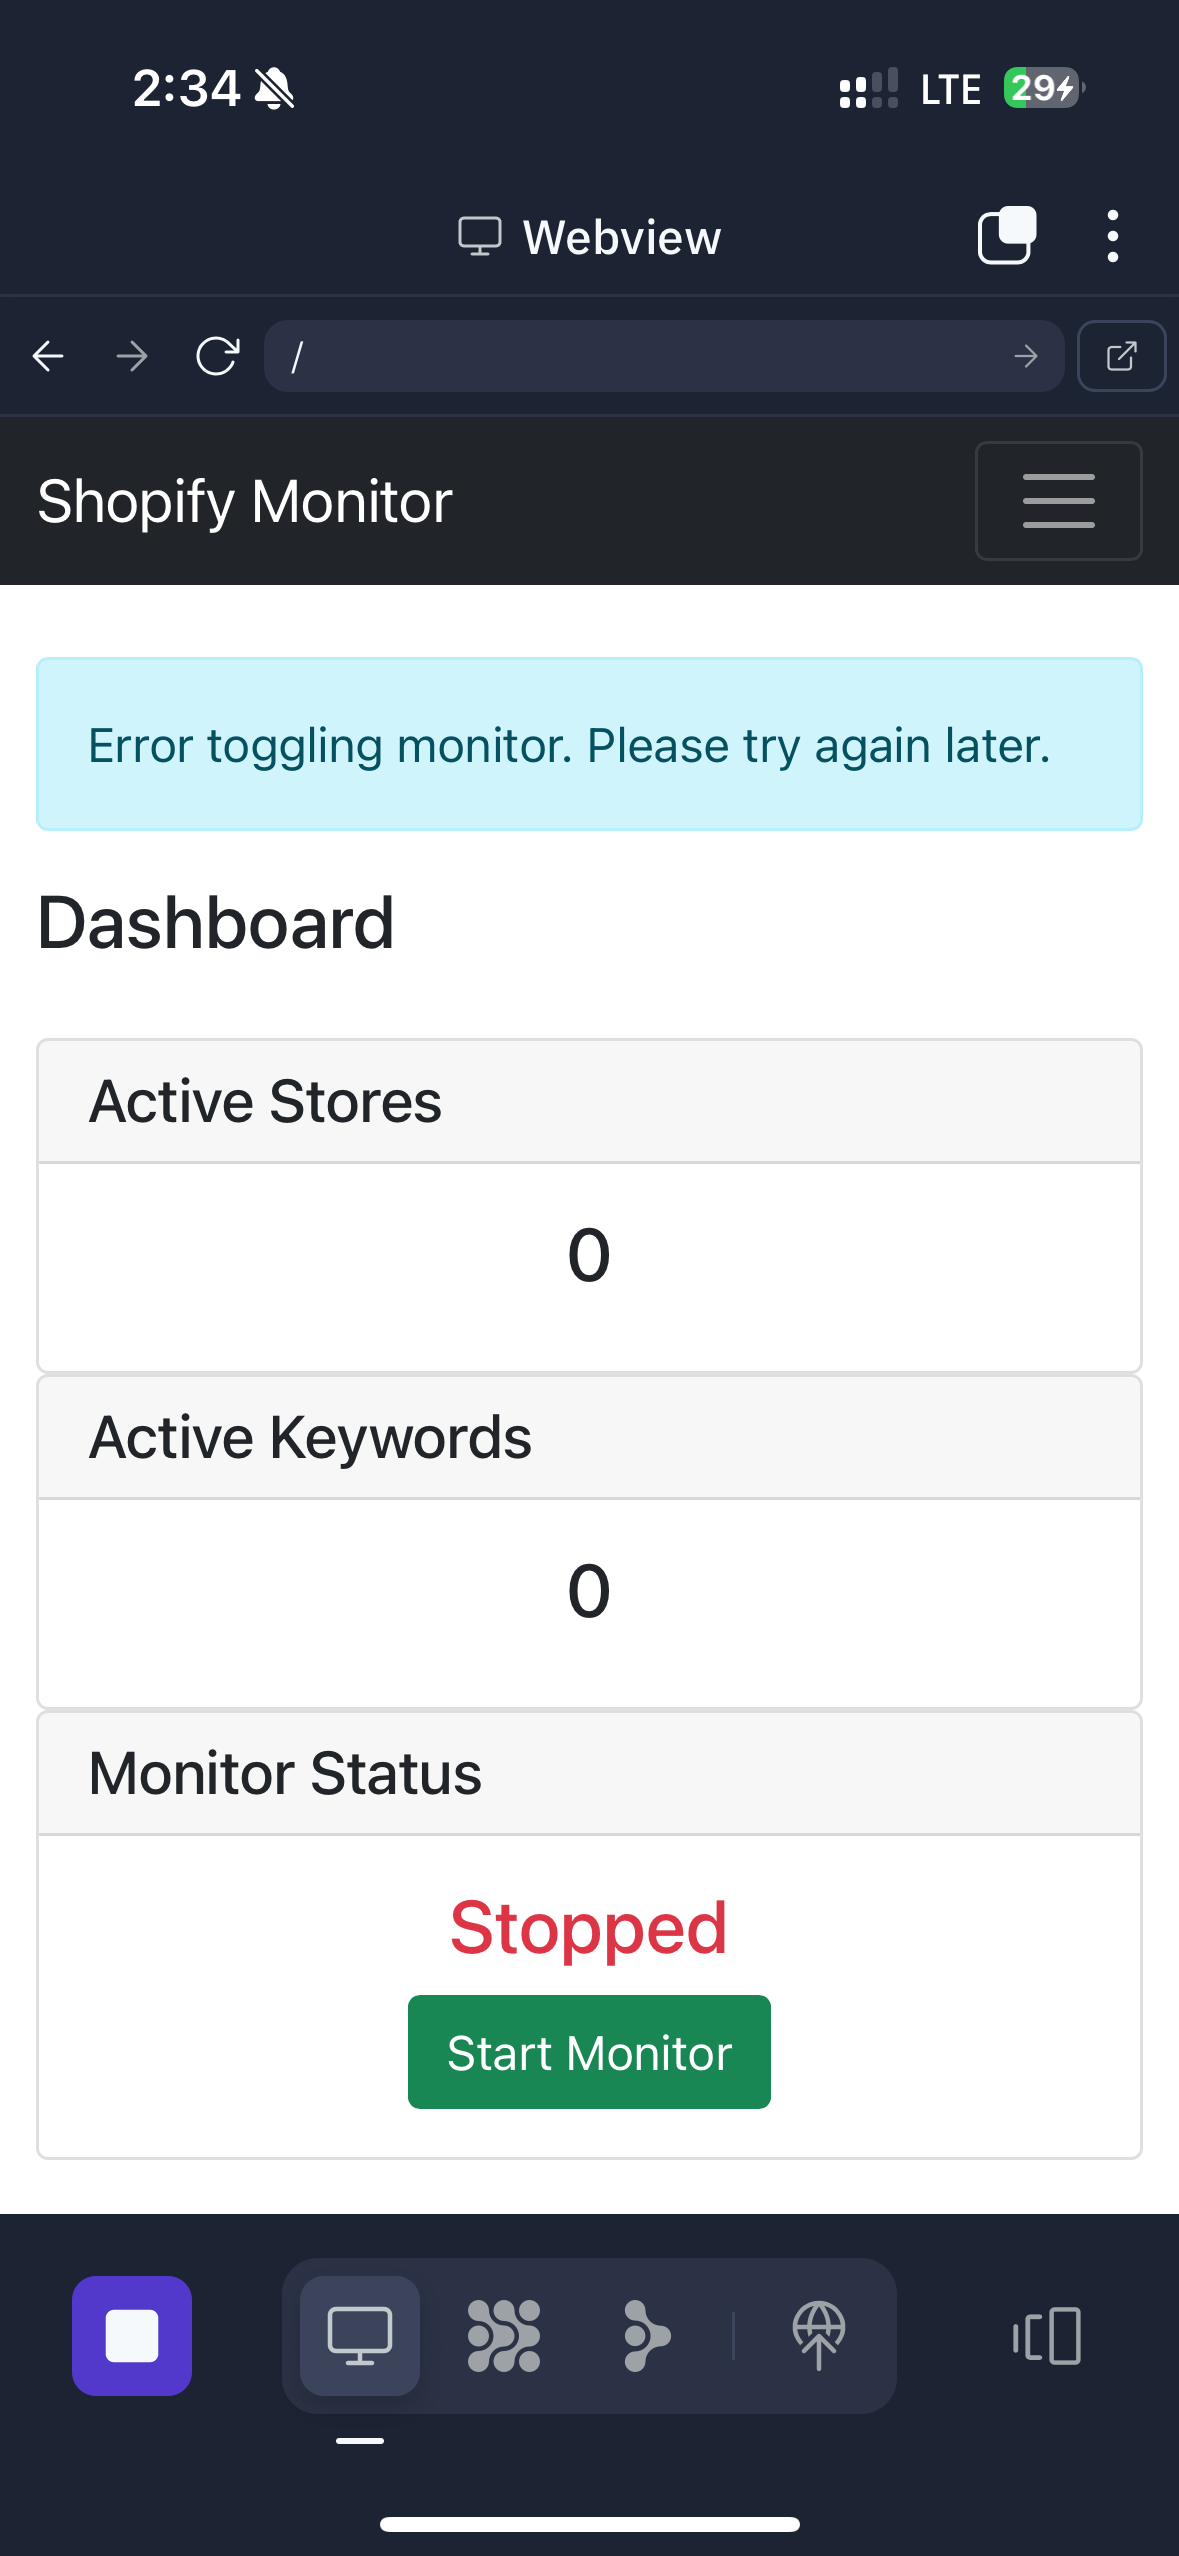 2:34
LTE
29
Webview
/
Shopify Monitor
Error toggling monitor. Please try again later.
Dashboard
Active Stores
0
Active Keywords
0
Monitor Status
Stopped
Start Monitor